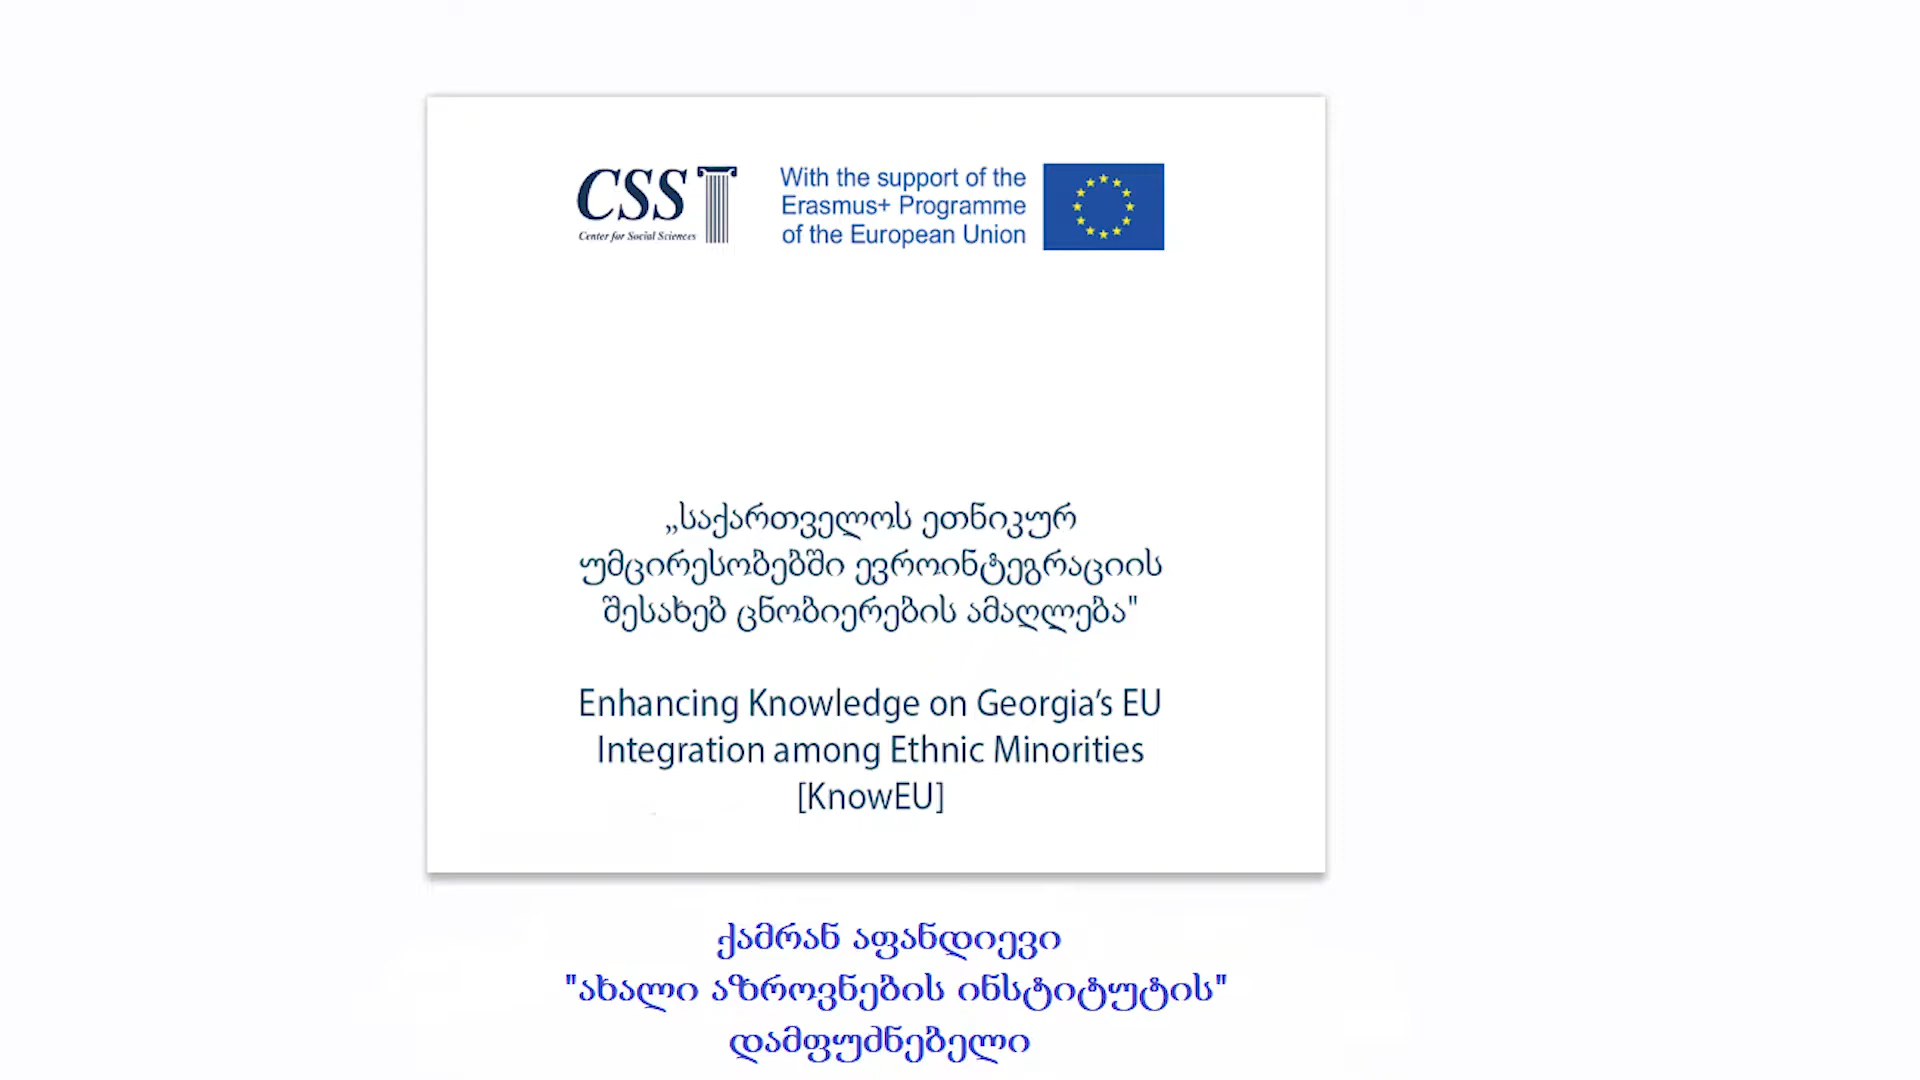 CSS
Center for Social Sciences
With the support of the
Erasmus+ Programme
of the European Union
„საქართველოს ეთნიკურ
უმცირესობებში ევროინტეგრაციის
შესახებ ცნობიერების ამაღლება"
Enhancing Knowledge on Georgia‘s EU
Integration among Ethnic Minorities
[KnowEU]
ქამრან აფანდიევი
"ახალი აზროვნების ინსტიტუტის"
დამფუძნებელი